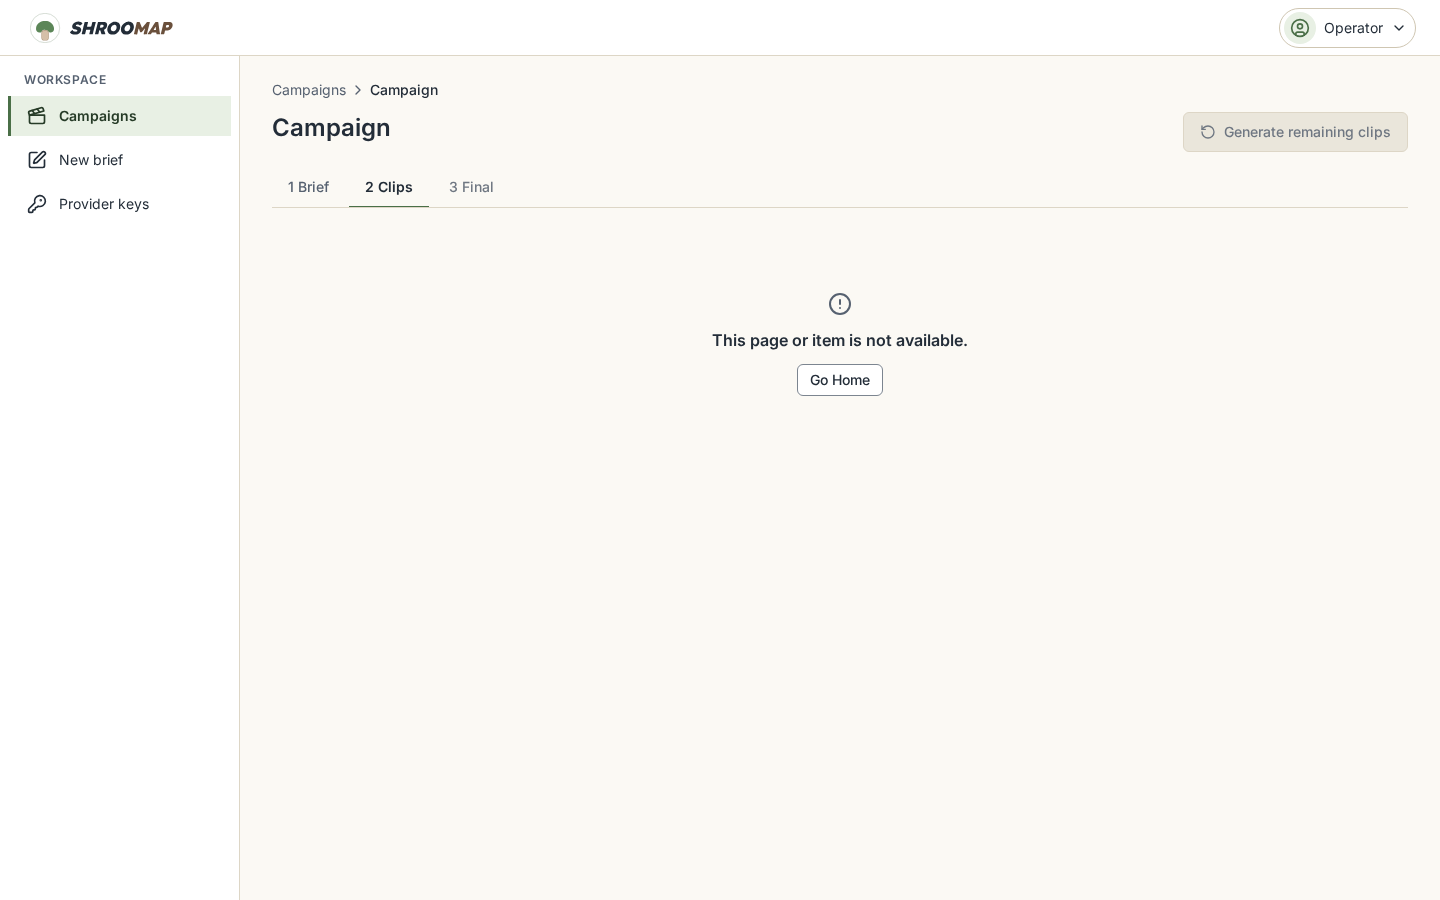 SHROOMAP
Operator
WORKSPACE
Campaigns
New brief
Provider keys
Campaigns > Campaign
Campaign
Generate remaining clips
1 Brief
2 Clips
3 Final
This page or item is not available.
Go Home